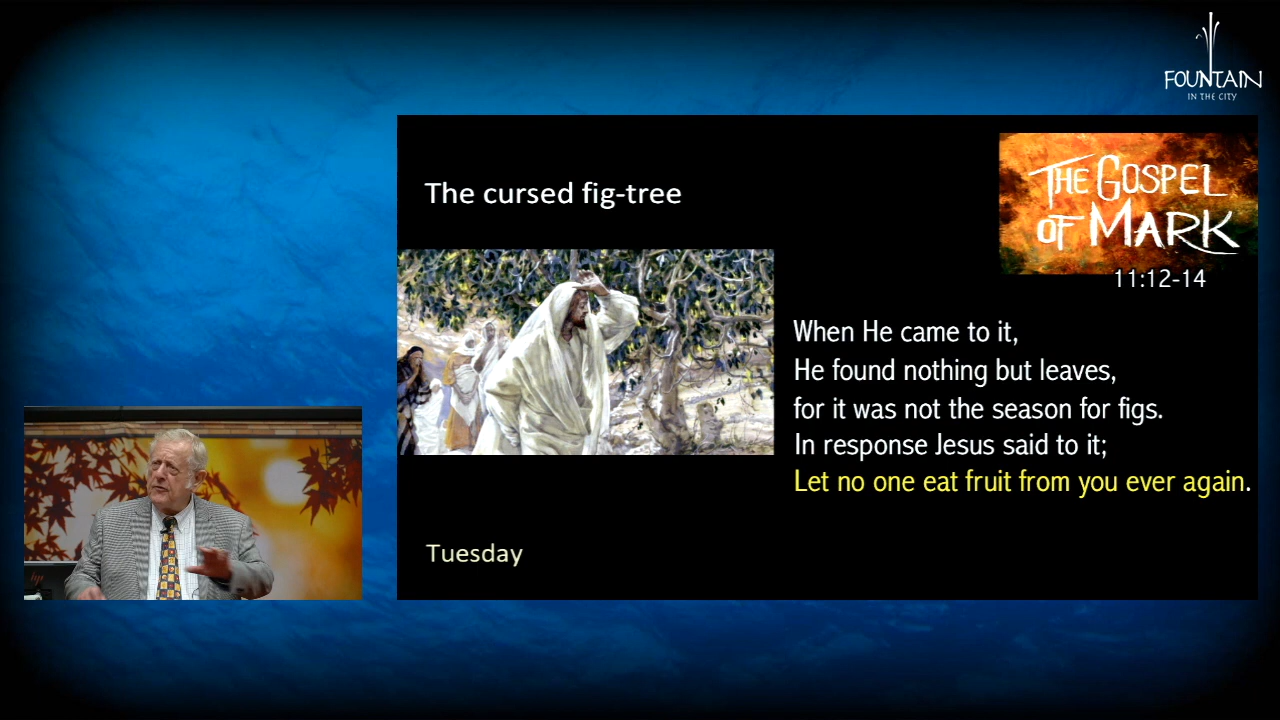 FOUNTAIN
IN THE CITY
The cursed fig-tree
THE GOSPEL
OF MARK
11:12-14
When He came to it,
He found nothing but leaves,
for it was not the season for figs.
In response Jesus said to it;
Let no one eat fruit from you ever again.
Tuesday
hp